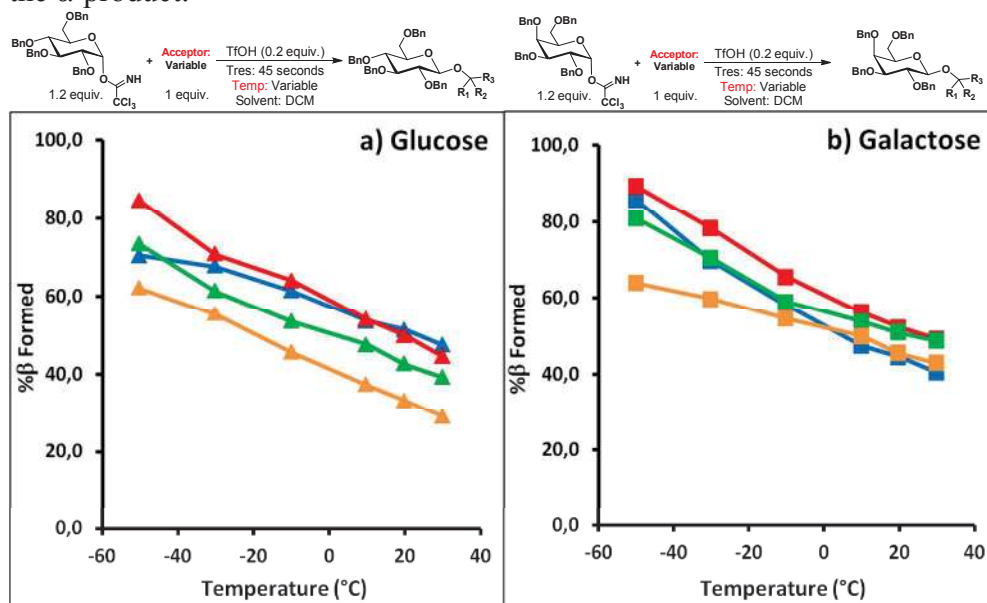 the α product.
OBn
BnO
BnO
BnO
O
O
NH
CCl3
1.2 equiv.
+
Acceptor:
Variable
1 equiv.
TfOH (0.2 equiv.)
Tres: 45 seconds
Temp: Variable
Solvent: DCM
OBn
BnO
BnO
O
O
OBn
R3
R1 R2
OBn OBn
BnO
BnO
O
O
NH
CCl3
1.2 equiv.
+
Acceptor:
Variable
1 equiv.
TfOH (0.2 equiv.)
Tres: 45 seconds
Temp: Variable
Solvent: DCM
OBn OBn
BnO
O
O
OBn
R3
R1 R2
a) Glucose
100,0
80,0
60,0
40,0
20,0
0,0
%β Formed
-60 -40 -20 0 20 40
Temperature (°C)
b) Galactose
100,0
80,0
60,0
40,0
20,0
0,0
%β Formed
-60 -40 -20 0 20 40
Temperature (°C)